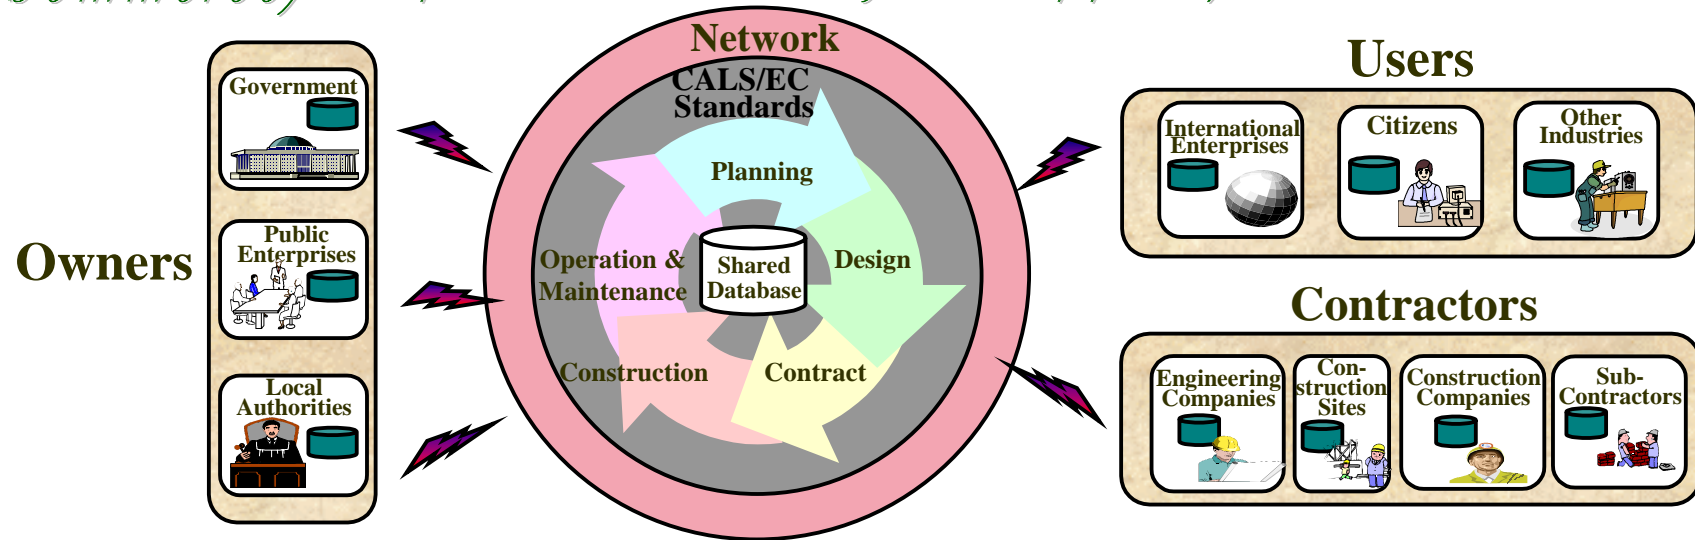 Network
CALS/EC
Standards
Planning
Design
Contract
Construction
Operation &
Maintenance
Shared
Database
Owners
Government
Public
Enterprises
Local
Authorities
Users
International
Enterprises
Citizens
Other
Industries
Contractors
Engineering
Companies
Con-
struction
Sites
Construction
Companies
Sub-
Contractors